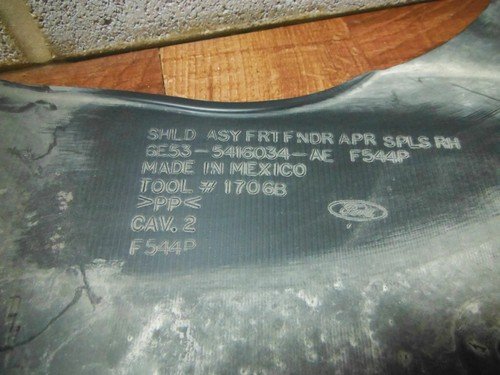 SHLD ASY FRT FNDR APR SPLS RH
6E53-5416034-AE F544P
MADE IN MEXICO
TOOL # 1706B
>PP<
CAV. 2
Ford
F544P